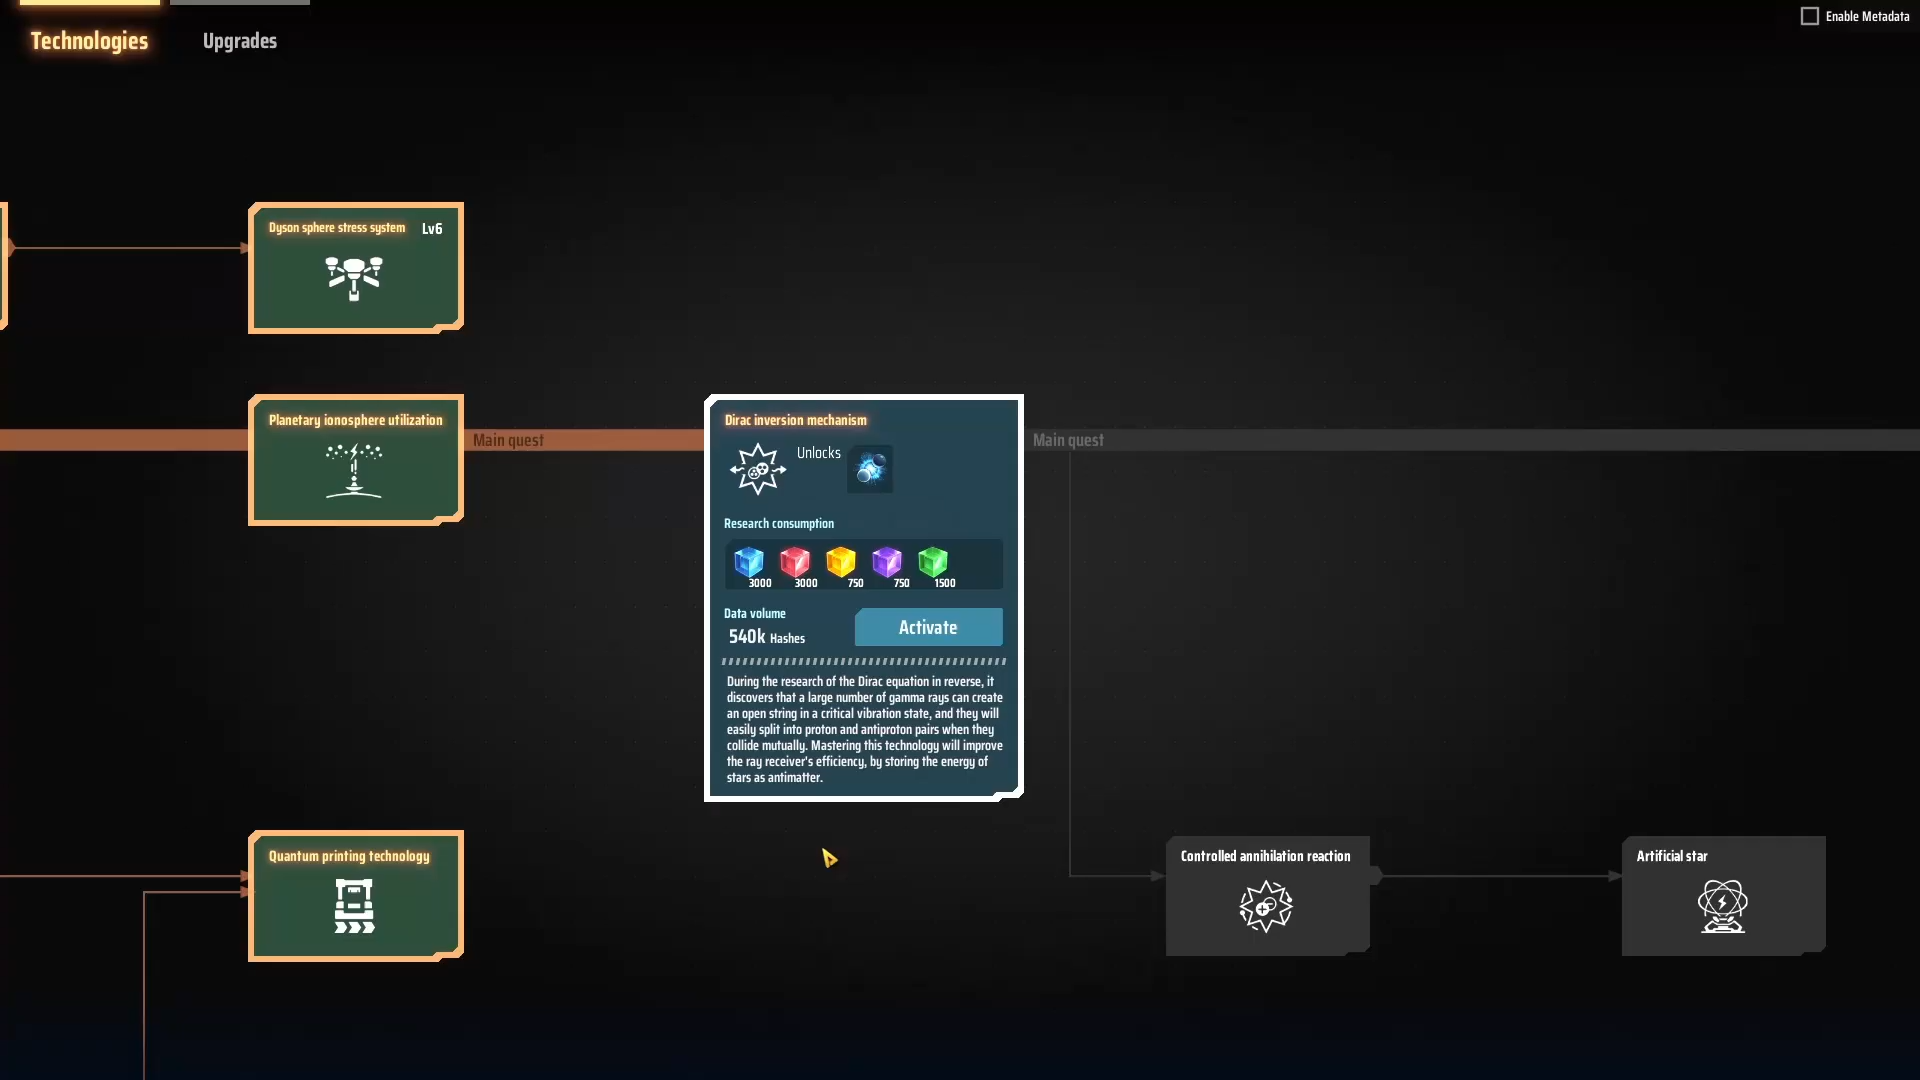 Technologies
Upgrades
Enable Metadata
Dyson sphere stress system Lv6
Planetary ionosphere utilization
Main quest
Dirac inversion mechanism
Unlocks
Research consumption
3000 3000 750 750 1500
Data volume
540k Hashes
Activate
During the research of the Dirac equation in reverse, it
discovers that a large number of gamma rays can create
an open string in a critical vibration state, and they will
easily split into proton and antiproton pairs when they
collide mutually. Mastering this technology will improve
the ray receiver's efficiency, by storing the energy of
stars as antimatter.
Main quest
Quantum printing technology
Controlled annihilation reaction
Artificial star